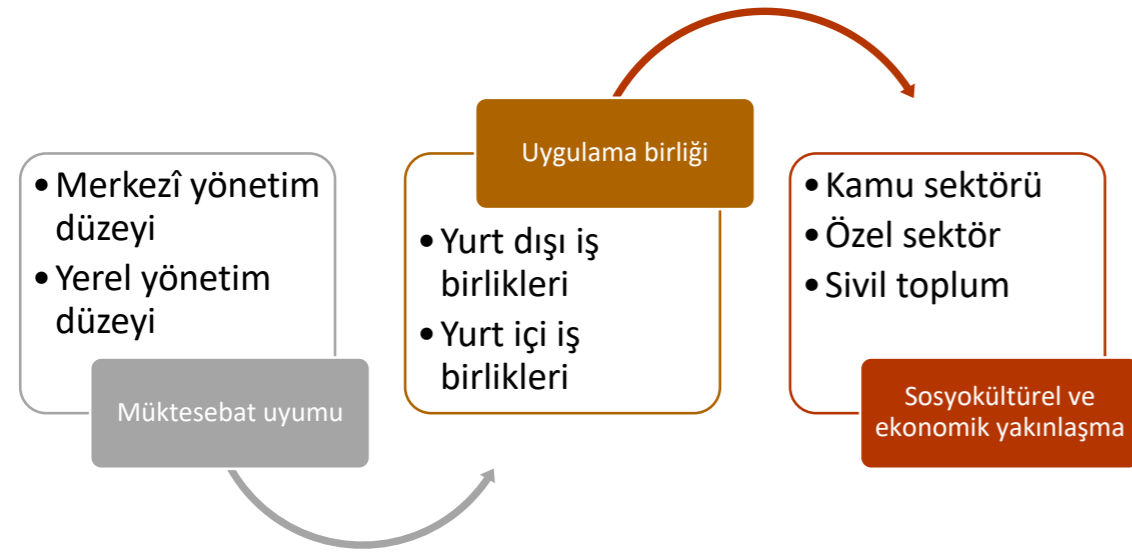 • Merkezî yönetim
düzeyi
• Yerel yönetim
düzeyi
Müktesebat uyumu
Uygulama birliği
• Yurt dışı iş
birlikleri
• Yurt içi iş
birlikleri
• Kamu sektörü
• Özel sektör
• Sivil toplum
Sosyokültürel ve
ekonomik yakınlaşma